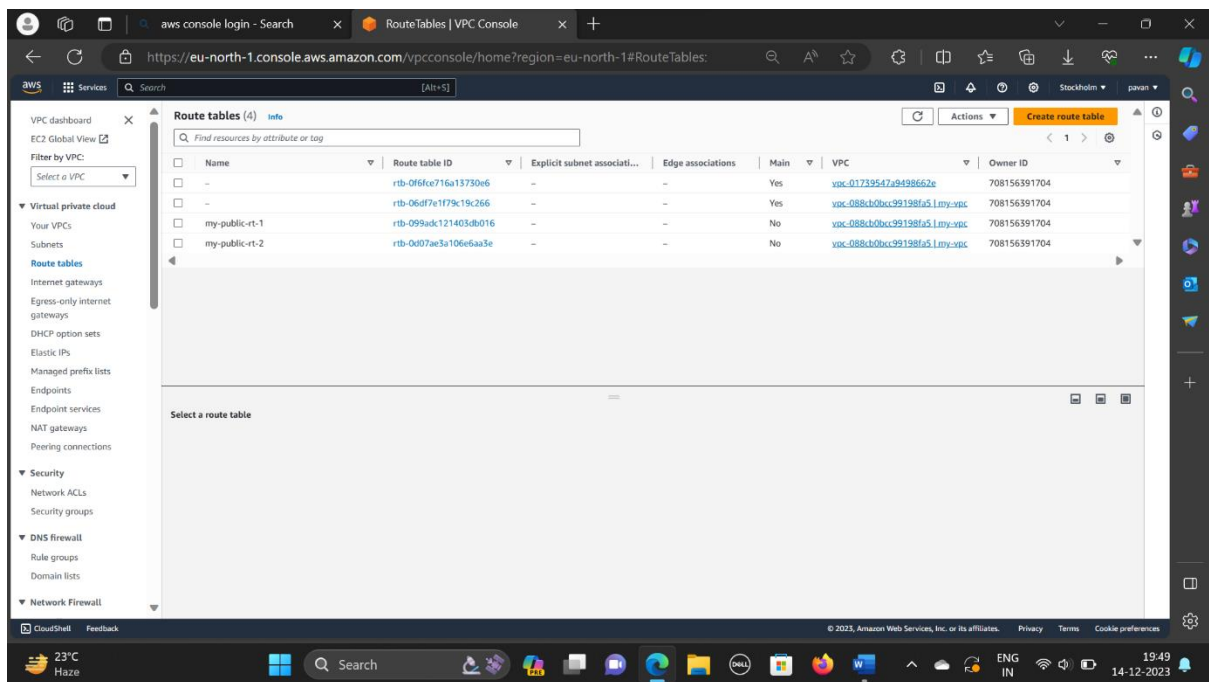 aws console login - Search
RouteTables | VPC Console
https://eu-north-1.console.aws.amazon.com/vpcconsole/home?region=eu-north-1#RouteTables:
aws Services Search [Alt+S] Stockholm pavan
VPC dashboard
EC2 Global View
Filter by VPC:
Select a VPC
Virtual private cloud
Your VPCs
Subnets
Route tables
Internet gateways
Egress-only internet
gateways
DHCP option sets
Elastic IPs
Managed prefix lists
Endpoints
Endpoint services
NAT gateways
Peering connections
Security
Network ACLs
Security groups
DNS firewall
Rule groups
Domain lists
Network Firewall
Route tables (4) Info
Actions Create route table
Find resources by attribute or tag
1
Name Route table ID Explicit subnet associati... Edge associations Main VPC Owner ID
- rtb-0f6fce716a13730e6 - - Yes vpc-01739547a9498662e 708156391704
- rtb-06df7e1f79c19c266 - - Yes vpc-088cb0bcc99198fa5 | my-vpc 708156391704
my-public-rt-1 rtb-099adc121403db016 - - No vpc-088cb0bcc99198fa5 | my-vpc 708156391704
my-public-rt-2 rtb-0d07ae3a106e6aa3e - - No vpc-088cb0bcc99198fa5 | my-vpc 708156391704
Select a route table
CloudShell Feedback © 2023, Amazon Web Services, Inc. or its affiliates. Privacy Terms Cookie preferences
23°C
Haze
Search
PRE
DELL
ENG
IN
19:49
14-12-2023